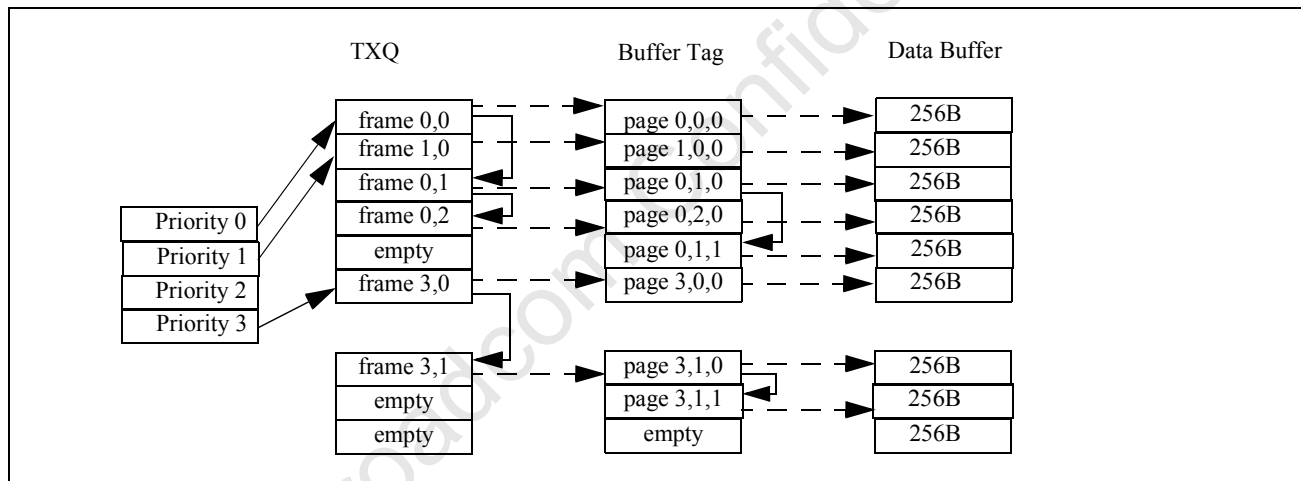 TXQ Buffer Tag Data Buffer
frame 0,0 page 0,0,0 256B
frame 1,0 page 1,0,0 256B
frame 0,1 page 0,1,0 256B
Priority 0 frame 0,2 page 0,2,0 256B
Priority 1 empty page 0,1,1 256B
Priority 2 frame 3,0 page 3,0,0 256B
Priority 3
frame 3,1 page 3,1,0 256B
empty page 3,1,1 256B
empty empty 256B